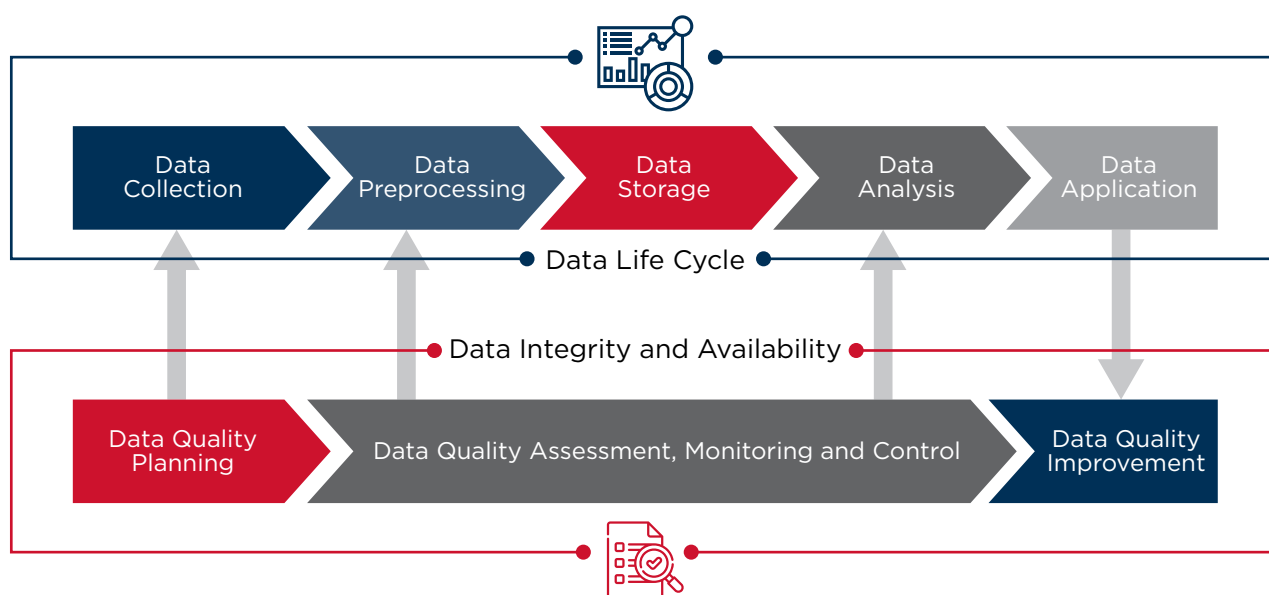 Data
Collection
Data
Preprocessing
Data
Storage
Data
Analysis
Data
Application
Data Life Cycle
Data Integrity and Availability
Data Quality
Planning
Data Quality Assessment, Monitoring and Control
Data Quality
Improvement